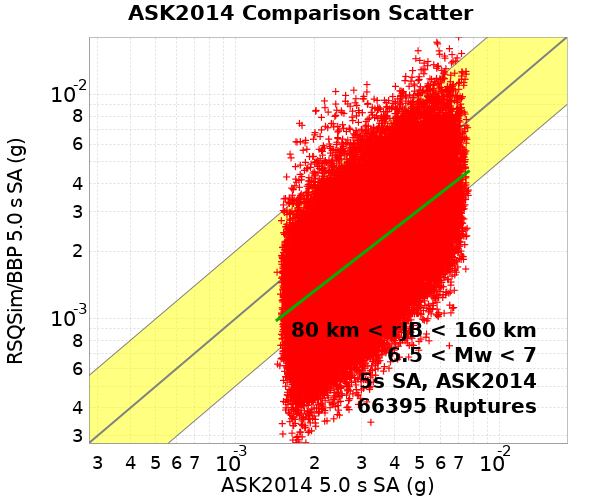 ASK2014 Comparison Scatter
RSQSim/BBP 5.0 s SA (g)
10-2
8
6
4
3
2
10-3
8
6
4
3
80 km < rJB < 160 km
6.5 < Mw < 7
5s SA, ASK2014
66395 Ruptures
3 4 5 6 7 10-3 2 3 4 5 6 7 10-2
ASK2014 5.0 s SA (g)